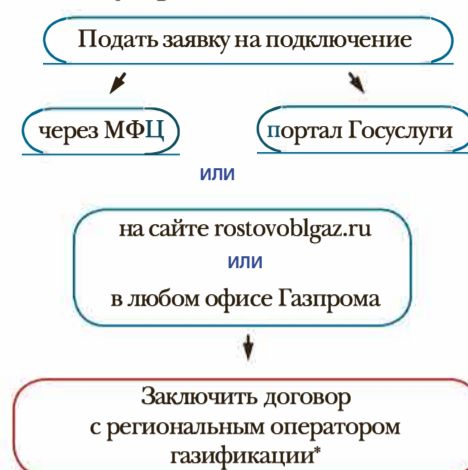 Подать заявку на подключение
через МФЦ
портал Госуслуги
или
на сайте rostovoblgaz.ru
или
в любом офисе Газпрома
Заключить договор
с региональным оператором
газификации*